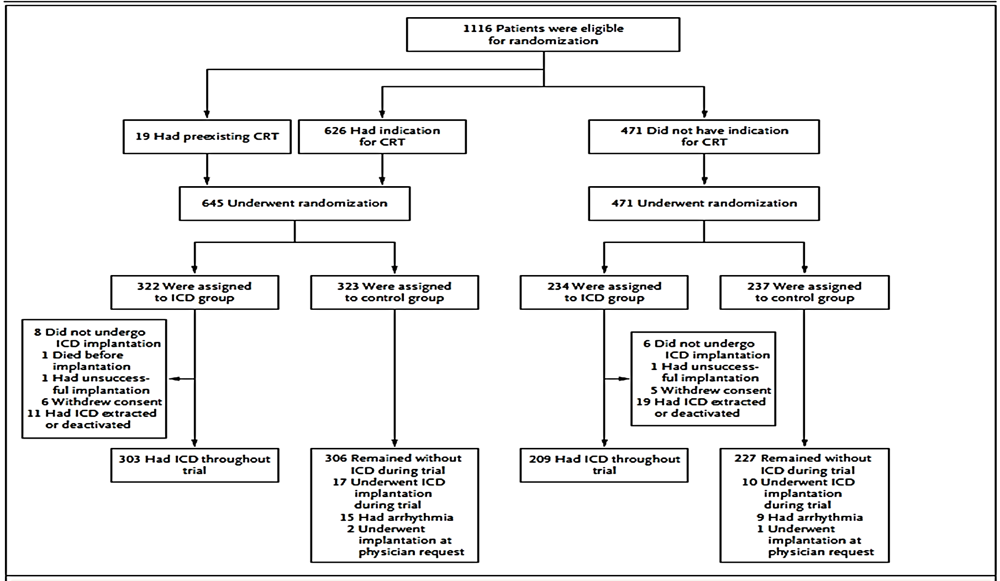 1116 Patients were eligible
for randomization
19 Had preexisting CRT
626 Had indication
for CRT
471 Did not have indication
for CRT
645 Underwent randomization
471 Underwent randomization
322 Were assigned
to ICD group
323 Were assigned
to control group
234 Were assigned
to ICD group
237 Were assigned
to control group
8 Did not undergo
ICD implantation
1 Died before
implantation
1 Had unsuccess-
ful implantation
6 Withdrew consent
11 Had ICD extracted
or deactivated
6 Did not undergo
ICD implantation
1 Had unsuccess-
ful implantation
5 Withdrew consent
19 Had ICD extracted
or deactivated
303 Had ICD throughout
trial
306 Remained without
ICD during trial
17 Underwent ICD
implantation
during trial
15 Had arrhythmia
2 Underwent
implantation at
physician request
209 Had ICD throughout
trial
227 Remained without
ICD during trial
10 Underwent ICD
implantation
during trial
9 Had arrhythmia
1 Underwent
implantation at
physician request